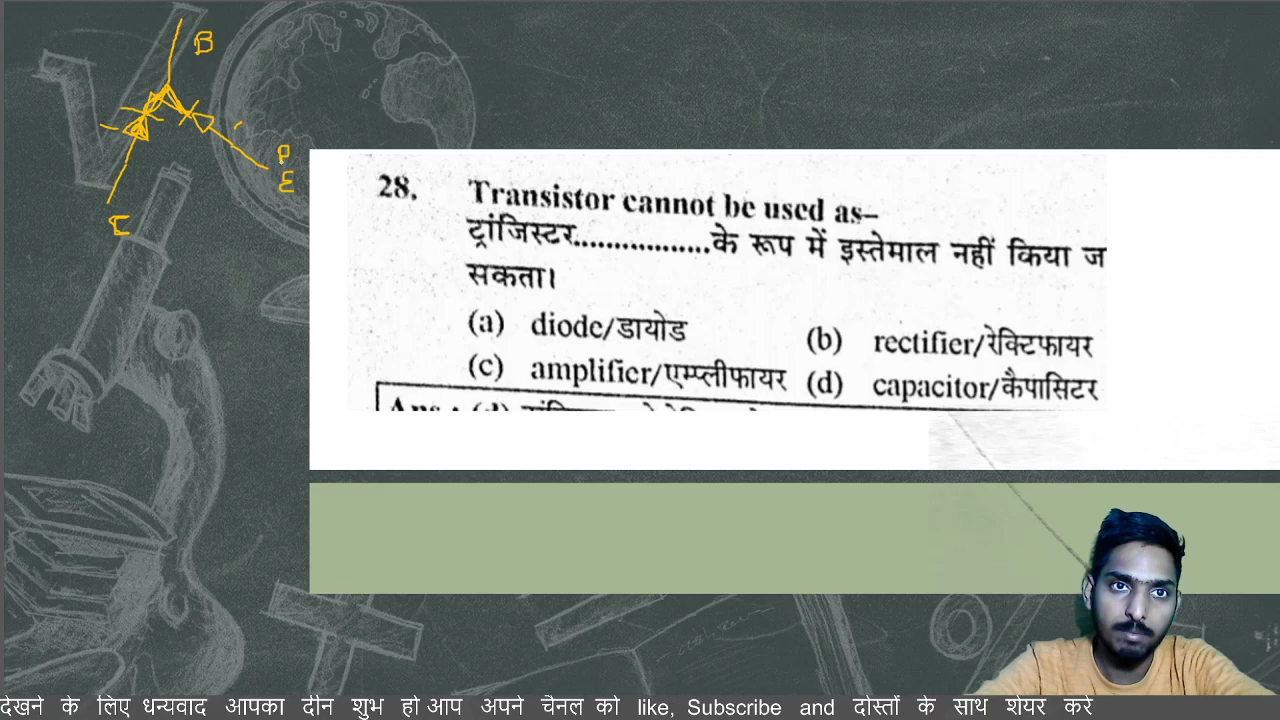 B
P
E
28. Transistor cannot be used as–
ट्रांजिस्टर.................के रूप में इस्तेमाल नहीं किया ज
सकता।
(a) diode/डायोड (b) rectifier/रेक्टिफायर
(c) amplifier/एम्प्लीफायर (d) capacitor/कैपासिटर
देखने के लिए धन्यवाद आपका दीन शुभ हो आप अपने चैनल को like, Subscribe and दोस्तों के साथ शेयर करे